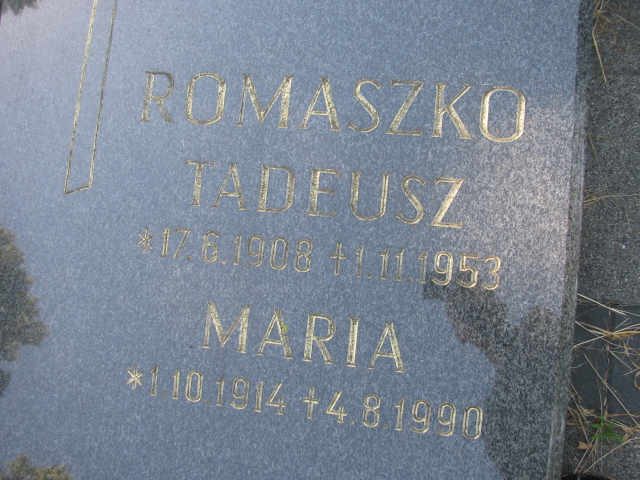 ROMASZKO
TADEUSZ
*17.6.1908 †1.11.1953
MARIA
*1.10.1914 †4.8.1990